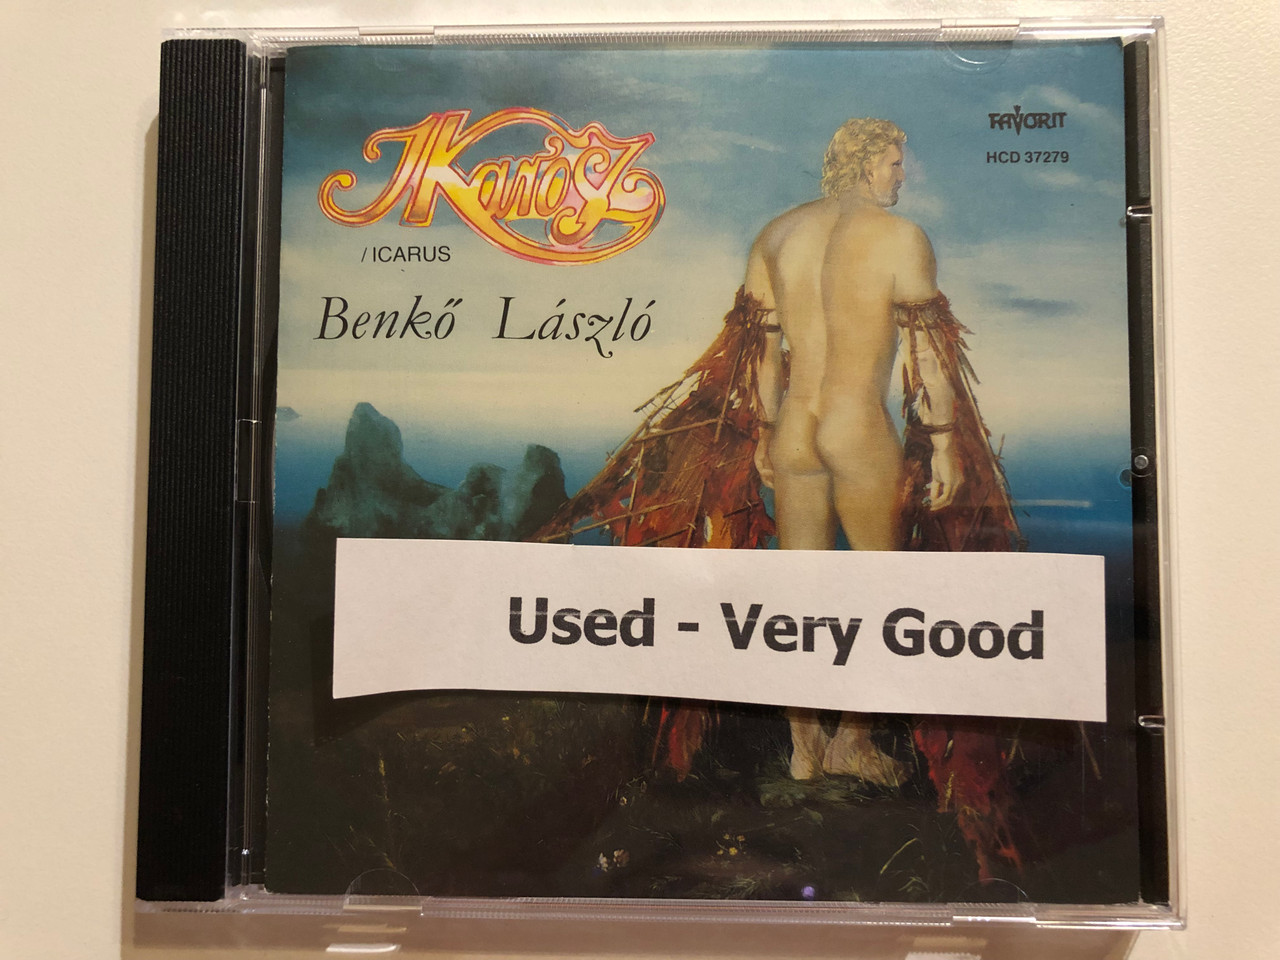 IKarosz
/ ICARUS
Benkő László
FAVORIT
HCD 37279
Used - Very Good